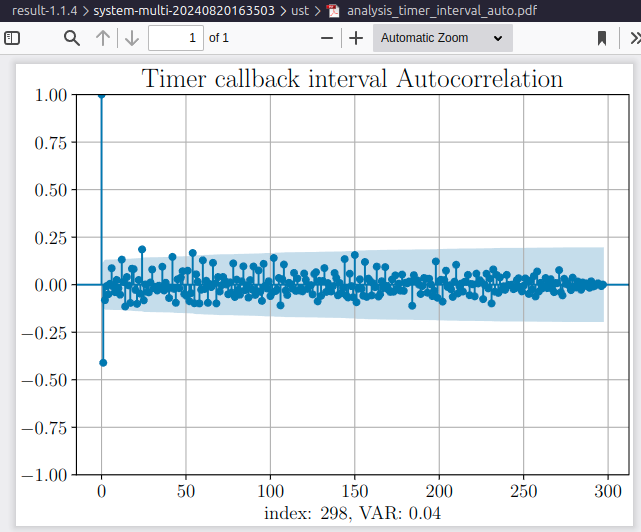 result-1.1.4 > system-multi-20240820163503 > ust > analysis_timer_interval_auto.pdf
1 of 1 Automatic Zoom
Timer callback interval Autocorrelation
1.00
0.75
0.50
0.25
0.00
−0.25
−0.50
−0.75
−1.00
0 50 100 150 200 250 300
index: 298, VAR: 0.04